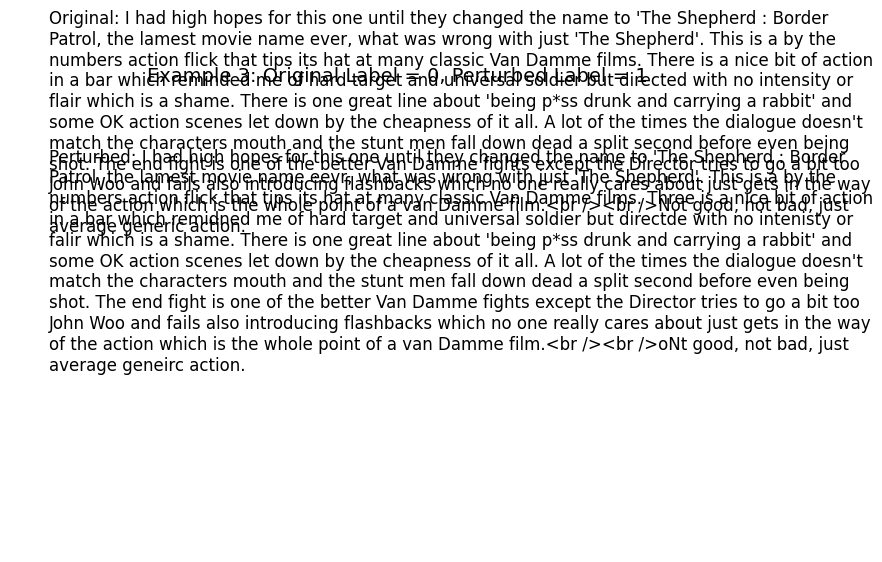 Example 3: Original Label = 0, Perturbed Label = 1
Original: I had high hopes for this one until they changed the name to 'The Shepherd : Border
Patrol, the lamest movie name ever, what was wrong with just 'The Shepherd'. This is a by the
numbers action flick that tips its hat at many classic Van Damme films. There is a nice bit of action
in a bar which reminded me of hard target and universal soldier but directed with no intensity or
flair which is a shame. There is one great line about 'being p*ss drunk and carrying a rabbit' and
some OK action scenes let down by the cheapness of it all. A lot of the times the dialogue doesn't
match the characters mouth and the stunt men fall down dead a split second before even being
shot. The end fight is one of the better Van Damme fights except the Director tries to go a bit too
John Woo and fails also introducing flashbacks which no one really cares about just gets in the way
of the action which is the whole point of a van Damme film.<br /><br />Not good, not bad, just
average generic action.
Perturbed: I had high hopes for this one until they changed the name to 'The Shepherd : Border
Patrol, the lamest movie name eevr, what was wrong with just 'The Shepherd'. This is a by the
numbers action flick that tips its hat at many classic Van Damme films. Three is a nice bit of action
in a bar which remidned me of hard target and universal soldier but directde with no intenisty or
falir which is a shame. There is one great line about 'being p*ss drunk and carrying a rabbit' and
some OK action scenes let down by the cheapness of it all. A lot of the times the dialogue doesn't
match the characters mouth and the stunt men fall down dead a split second before even being
shot. The end fight is one of the better Van Damme fights except the Director tries to go a bit too
John Woo and fails also introducing flashbacks which no one really cares about just gets in the way
of the action which is the whole point of a van Damme film.<br /><br />oNt good, not bad, just
average geneirc action.